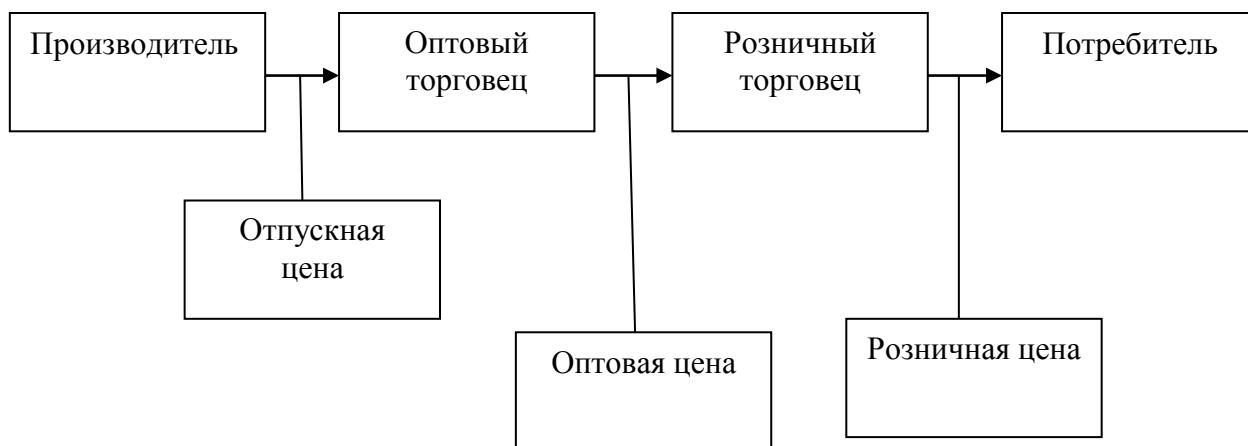 Производитель
Оптовый
торговец
Розничный
торговец
Потребитель
Отпускная
цена
Оптовая цена
Розничная цена